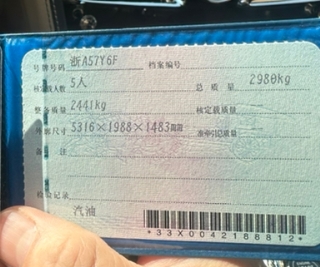 号牌号码 浙A57Y6F 档案编号
核定载人数 5人 总质量 2980kg
整备质量 2441kg 核定载质量
外廓尺寸 5316×1988×1483mm 准牵引总质量
备注
检验记录
汽油
*33X0042188812*